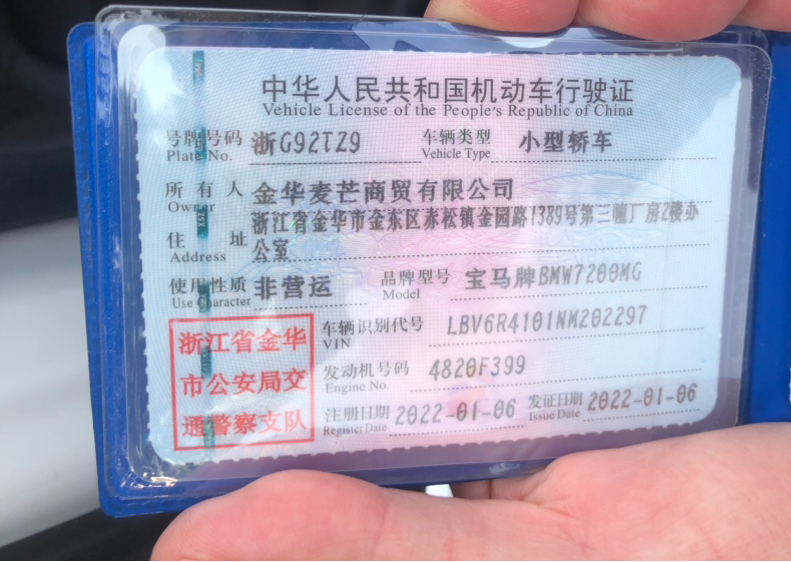 中华人民共和国机动车行驶证
Vehicle License of the People's Republic of China
号牌号码 浙G92TZ9 车辆类型 小型轿车
Plate No. Vehicle Type
所有人 金华麦芒商贸有限公司
Owner
浙江省金华市金东区赤松镇金园路1389号第三幢厂房2楼办
住址 公室
Address
使用性质 非营运 品牌型号 宝马牌BMW7200MG
Use Character Model
浙江省金华
市公安局交
通警察支队
车辆识别代号 LBV6R4101NM202297
VIN
发动机号码 4820F399
Engine No.
注册日期 2022-01-06 发证日期 2022-01-06
Register Date Issue Date